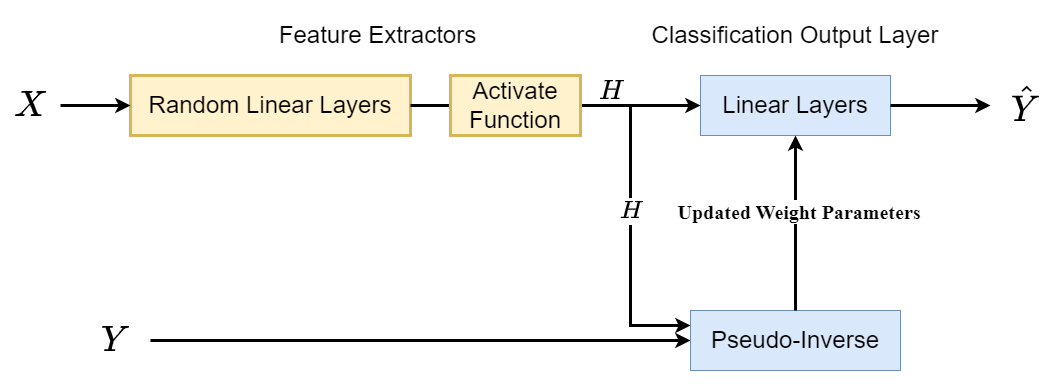 Feature Extractors
Classification Output Layer
X
Random Linear Layers
Activate
Function
H
Linear Layers
Ŷ
H
Updated Weight Parameters
Y
Pseudo-Inverse